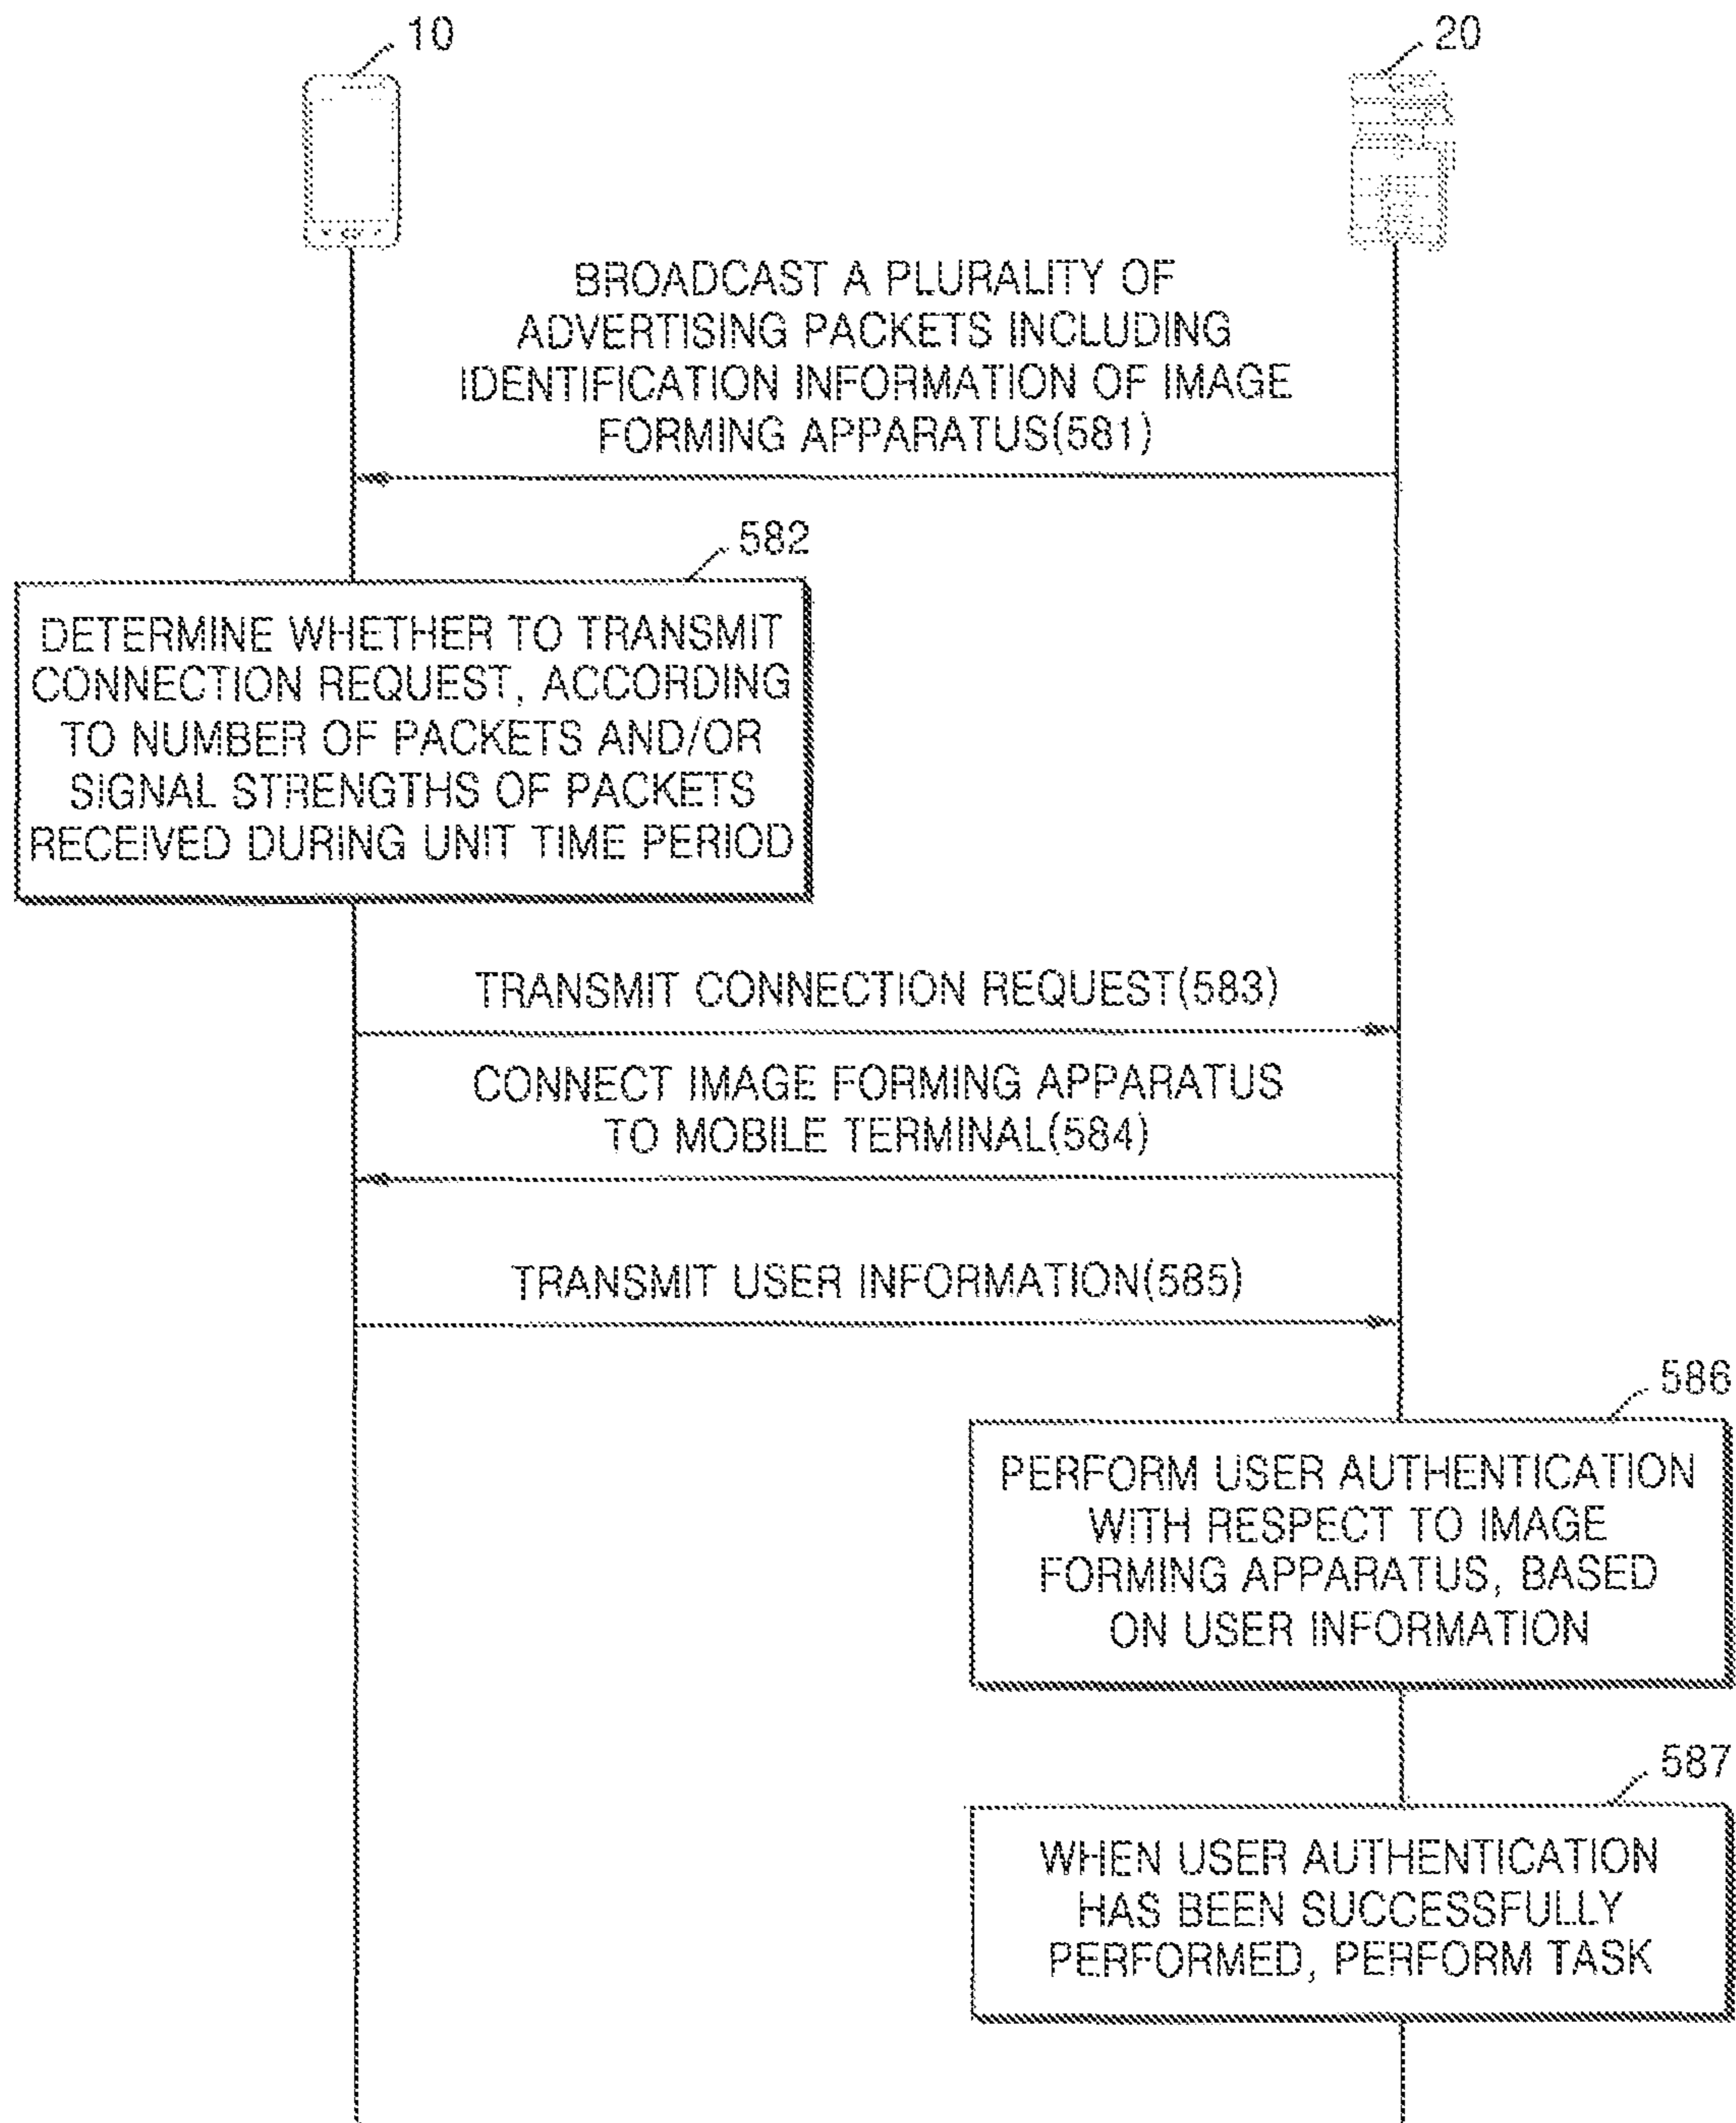 10
20
BROADCAST A PLURALITY OF
ADVERTISING PACKETS INCLUDING
IDENTIFICATION INFORMATION OF IMAGE
FORMING APPARATUS(581)
582
DETERMINE WHETHER TO TRANSMIT
CONNECTION REQUEST, ACCORDING
TO NUMBER OF PACKETS AND/OR
SIGNAL STRENGTHS OF PACKETS
RECEIVED DURING UNIT TIME PERIOD
TRANSMIT CONNECTION REQUEST(583)
CONNECT IMAGE FORMING APPARATUS
TO MOBILE TERMINAL(584)
TRANSMIT USER INFORMATION(585)
586
PERFORM USER AUTHENTICATION
WITH RESPECT TO IMAGE
FORMING APPARATUS, BASED
ON USER INFORMATION
587
WHEN USER AUTHENTICATION
HAS BEEN SUCCESSFULLY
PERFORMED, PERFORM TASK